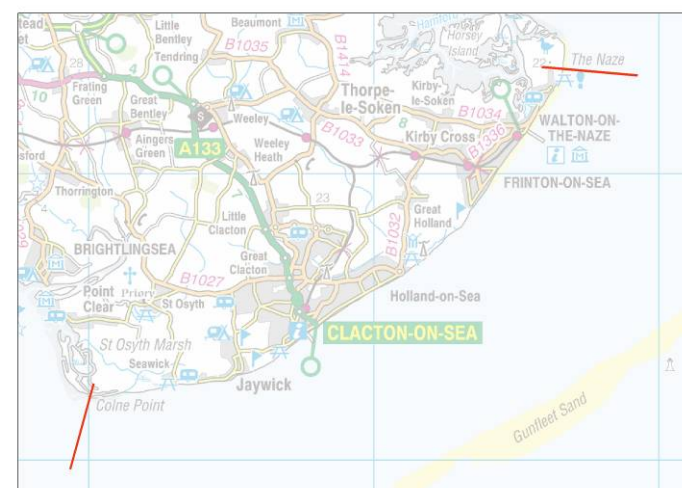 Little
Bentley
Beaumont
Horsey
Island
The Naze
Tendring
B1035
B1414
28
4
22
10
Frating
Green
Great
Bentley
Thorpe-
le-Soken
Kirby-
le-Soken
B1034
S
Weeley
B1033
8
Kirby Cross
B1336
WALTON-ON-
THE-NAZE
Aingers
Green
A133
Weeley
Heath
FRINTON-ON-SEA
Thorrington
7
23
Little
Clacton
Great
Holland
B1032
BRIGHTLINGSEA
Great
Clacton
B1027
Point
Clear
Priory
St Osyth
Holland-on-Sea
CLACTON-ON-SEA
St Osyth Marsh
Seawick
Jaywick
Colne Point
Gunfleet Sand